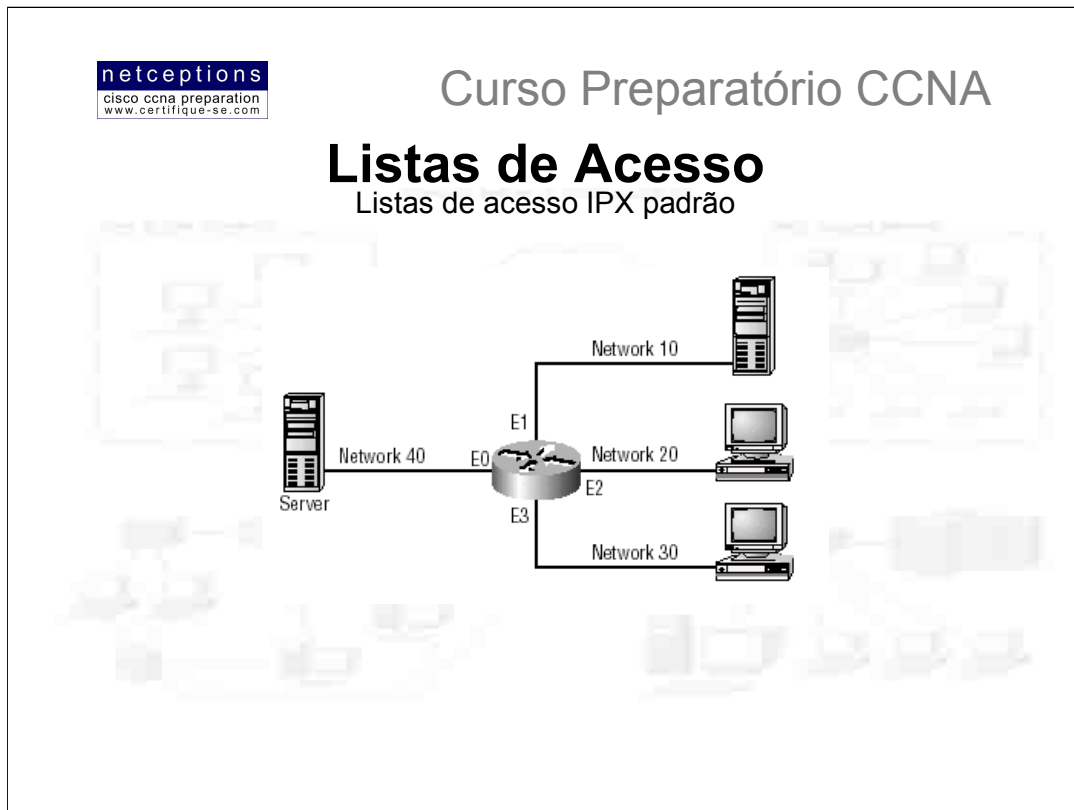 netceptions
cisco ccna preparation
www.certifique-se.com
Curso Preparatório CCNA
Listas de Acesso
Listas de acesso IPX padrão
Network 10
E1
Network 40
E0
Network 20
E2
Server
E3
Network 30